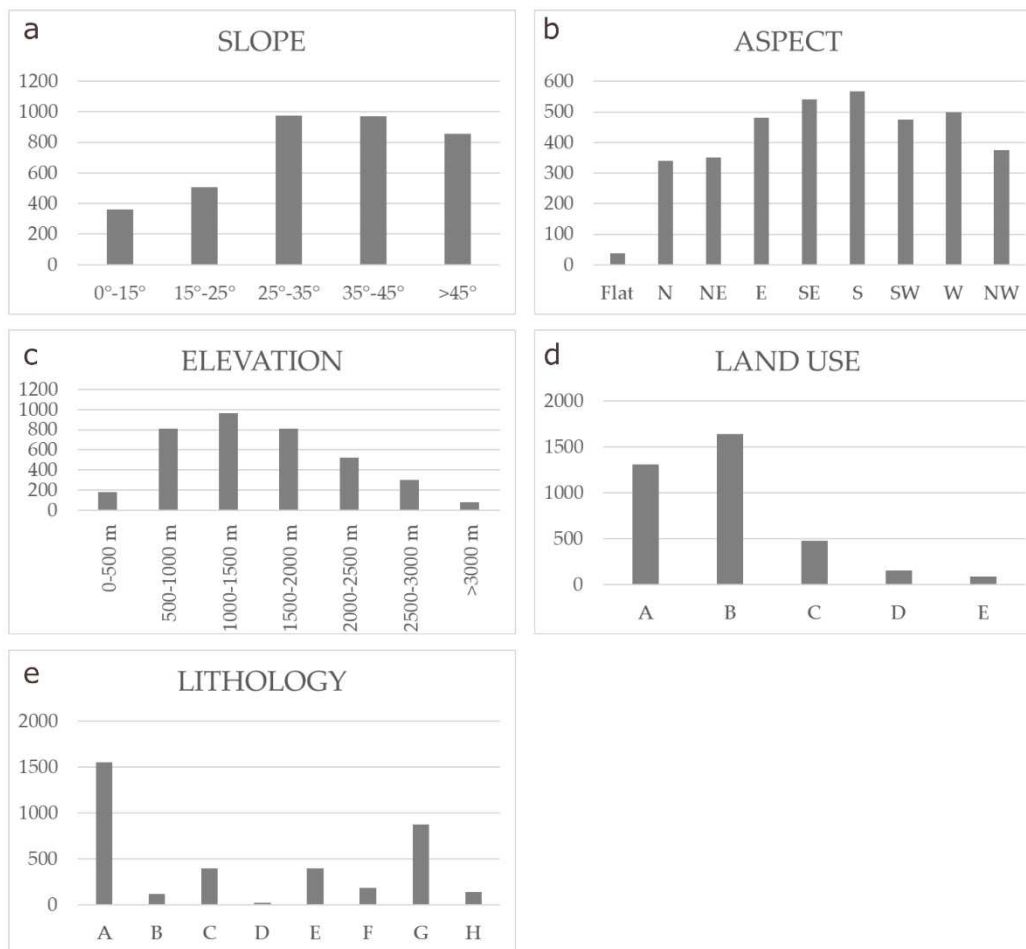 a
SLOPE
1200
1000
800
600
400
200
0
0°-15°
15°-25°
25°-35°
35°-45°
>45°
b
ASPECT
600
500
400
300
200
100
0
Flat
N
NE
E
SE
S
SW
W
NW
c
ELEVATION
1200
1000
800
600
400
200
0
0-500 m
500-1000 m
1000-1500 m
1500-2000 m
2000-2500 m
2500-3000 m
>3000 m
d
LAND USE
2000
1500
1000
500
0
A
B
C
D
E
e
LITHOLOGY
2000
1500
1000
500
0
A
B
C
D
E
F
G
H